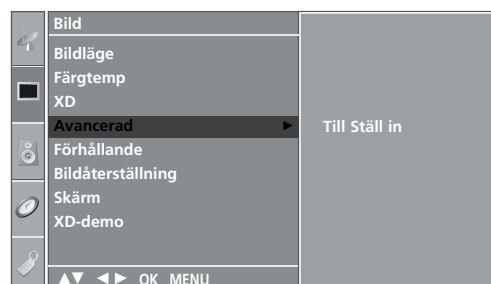 Bild
Bildläge
Färgtemp
XD
Avancerad ► Till Ställ in
Förhållande
Bildåterställning
Skärm
XD-demo
▲▼ ◄► OK MENU